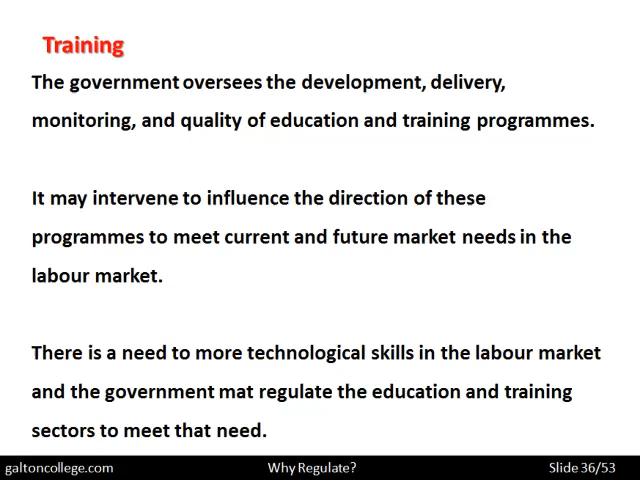 Training
The government oversees the development, delivery,
monitoring, and quality of education and training programmes.
It may intervene to influence the direction of these
programmes to meet current and future market needs in the
labour market.
There is a need to more technological skills in the labour market
and the government mat regulate the education and training
sectors to meet that need.
galtoncollege.com Why Regulate? Slide 36/53